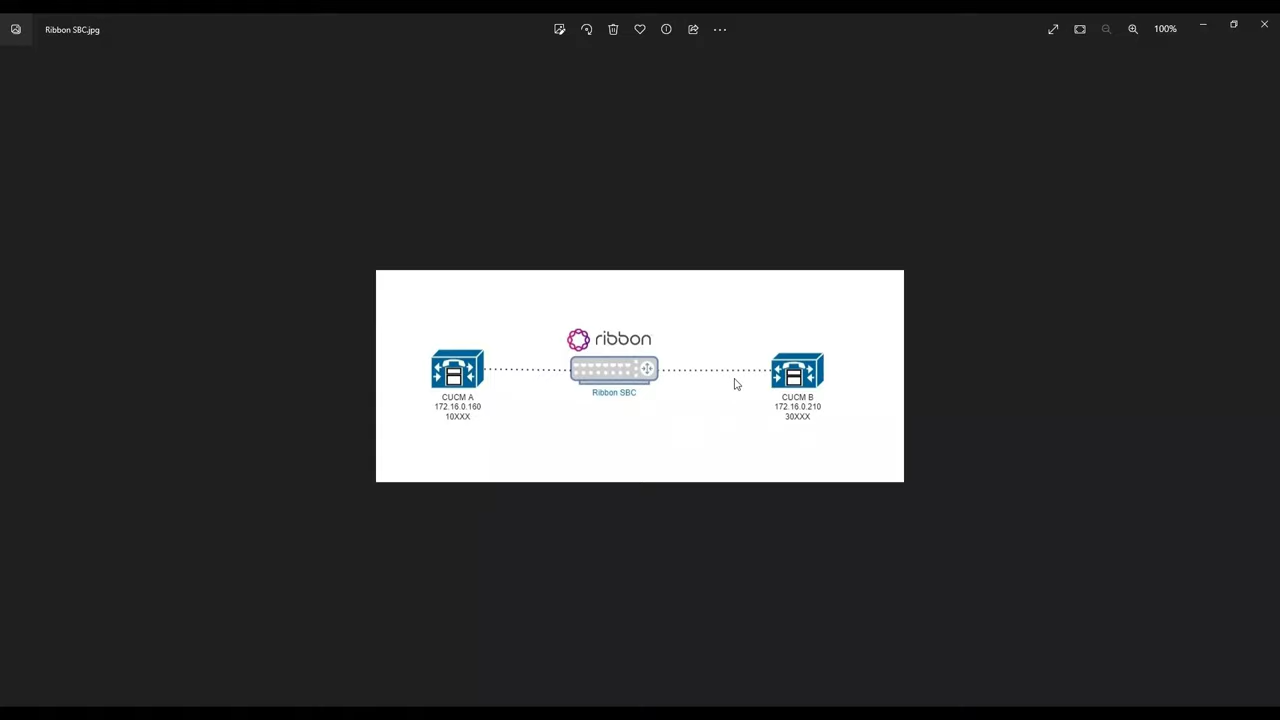 Ribbon SBC.jpg
100%
ribbon
Ribbon SBC
CUCM A
172.16.0.160
10XXX
CUCM B
172.16.0.210
30XXX